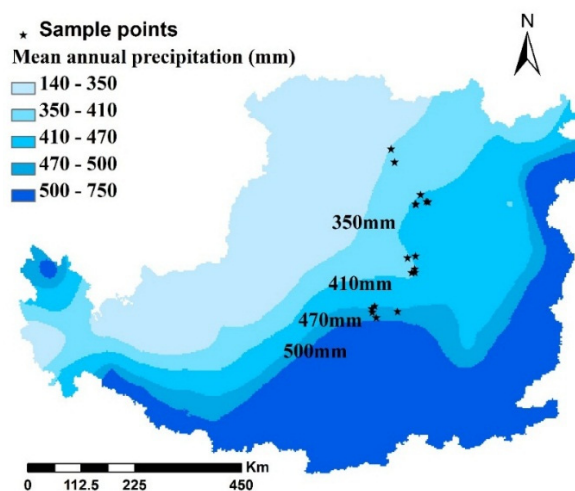 Sample points
N
Mean annual precipitation (mm)
140 - 350
350 - 410
410 - 470
470 - 500
500 - 750
350mm
410mm
470mm
500mm
Km
0 112.5 225 450